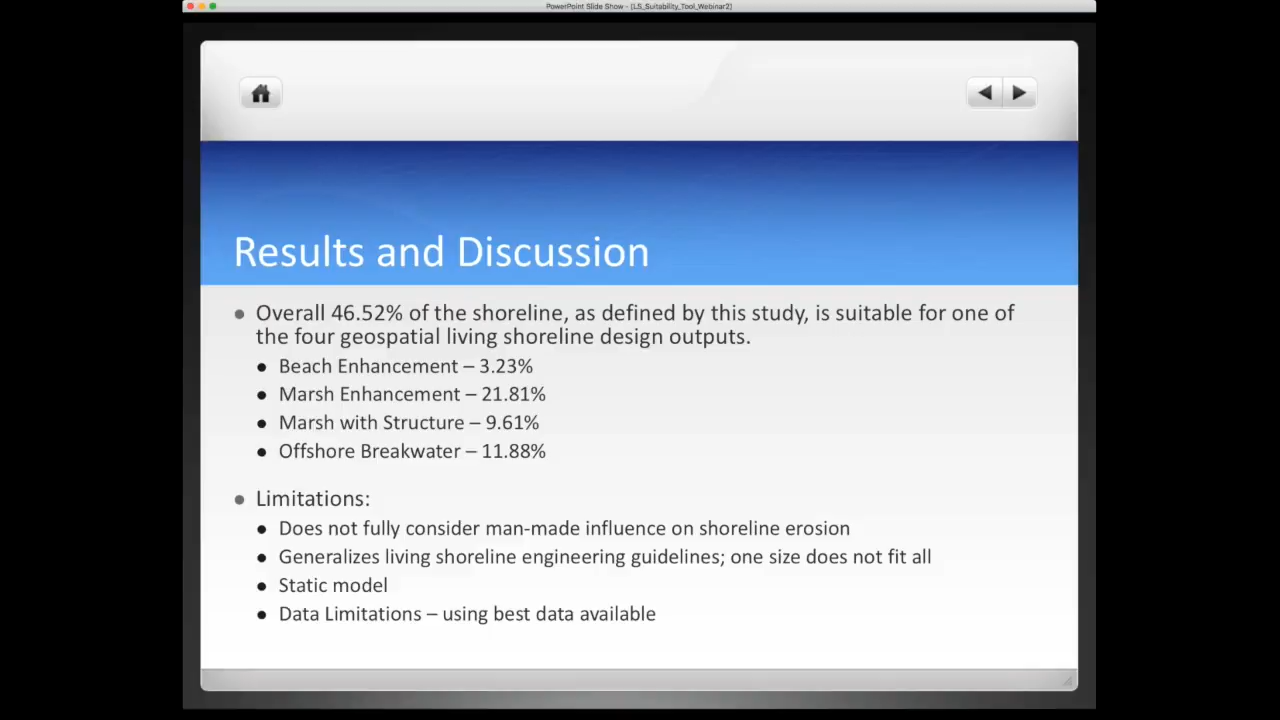 PowerPoint Slide Show - [LS_Suitability_Tool_Webinar2]
Results and Discussion
Overall 46.52% of the shoreline, as defined by this study, is suitable for one of
the four geospatial living shoreline design outputs.
Beach Enhancement – 3.23%
Marsh Enhancement – 21.81%
Marsh with Structure – 9.61%
Offshore Breakwater – 11.88%
Limitations:
Does not fully consider man-made influence on shoreline erosion
Generalizes living shoreline engineering guidelines; one size does not fit all
Static model
Data Limitations – using best data available